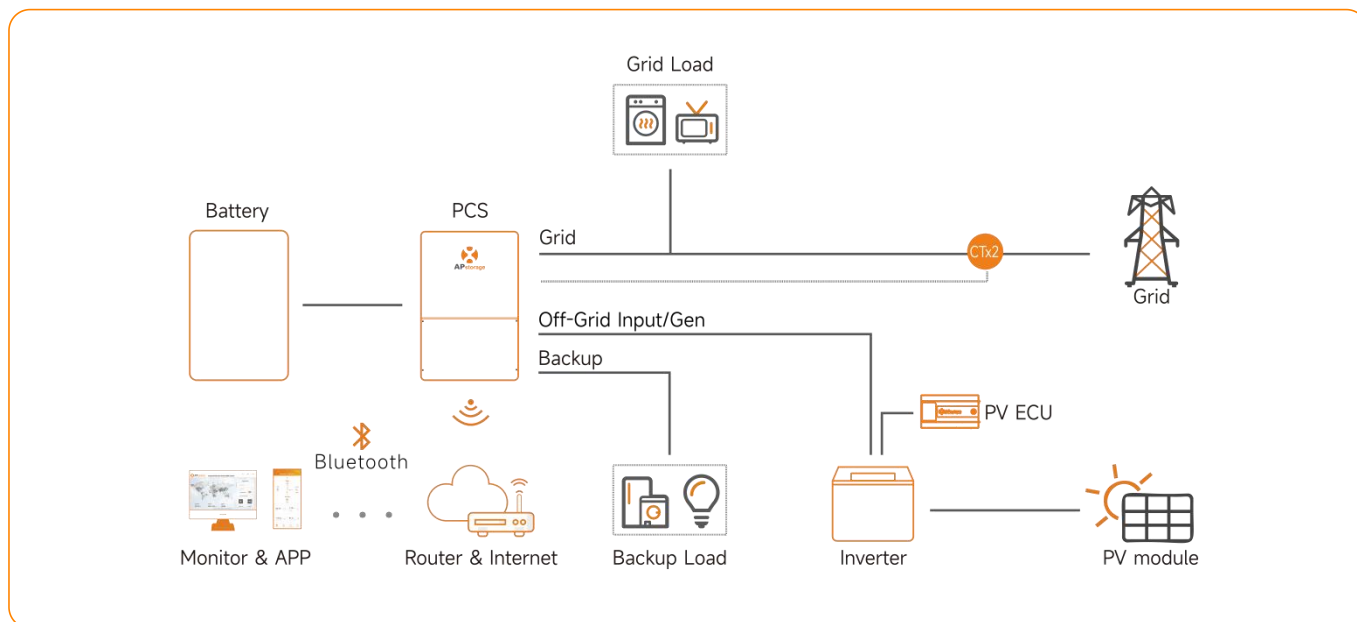 Grid Load
Battery
PCS
APstorage
Grid
CTx2
Grid
Off-Grid Input/Gen
Backup
PV ECU
Bluetooth
Monitor & APP
Router & Internet
Backup Load
Inverter
PV module